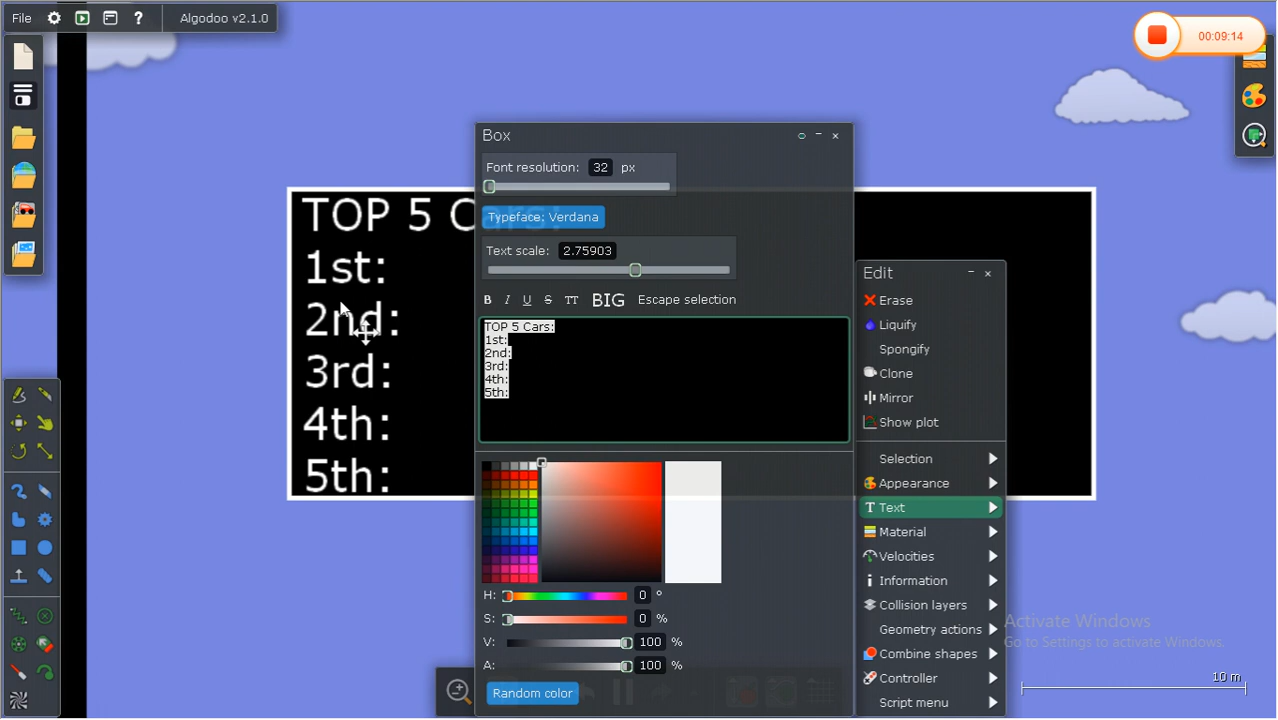 File
Algodoo v2.1.0
00:09:14
Box
Font resolution: 32 px
Typeface: Verdana
Text scale: 2.75903
B I U S TT BIG Escape selection
TOP 5 Cars:
1st:
2nd:
3rd:
4th:
5th:
TOP 5 Cars:
1st:
2nd:
3rd:
4th:
5th:
H: 0 °
S: 0 %
V: 100 %
A: 100 %
Random color
Edit
Erase
Liquify
Spongify
Clone
Mirror
Show plot
Selection
Appearance
T Text
Material
Velocities
Information
Collision layers
Geometry actions
Combine shapes
Controller
Script menu
Activate Windows
Go to Settings to activate Windows.
10 m